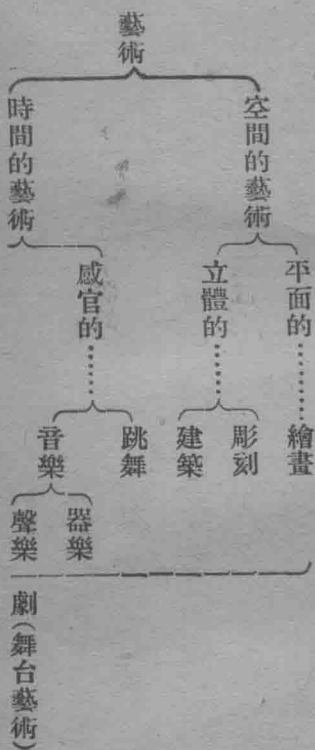 藝術
空間的藝術
時間的藝術
平面的………繪畫
立體的………
彫刻
建築
感官的………
跳舞
音樂
器樂
聲樂
劇(舞台藝術)